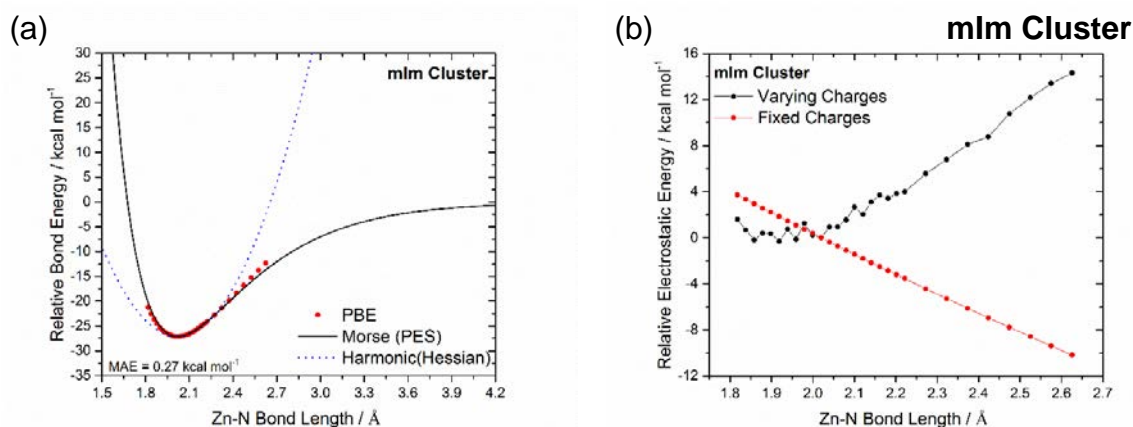 (a)
30
25
20
15
10
5
0
-5
-10
-15
-20
-25
-30
-35
Relative Bond Energy / kcal mol⁻¹
mIm Cluster
PBE
Morse (PES)
Harmonic(Hessian)
MAE = 0.27 kcal mol⁻¹
1.5 1.8 2.1 2.4 2.7 3.0 3.3 3.6 3.9 4.2
Zn-N Bond Length / Å
(b)
mIm Cluster
16
12
8
4
0
-4
-8
-12
Relative Electrostatic Energy / kcal mol⁻¹
mIm Cluster
Varying Charges
Fixed Charges
1.7 1.8 1.9 2.0 2.1 2.2 2.3 2.4 2.5 2.6 2.7
Zn-N Bond Length / Å